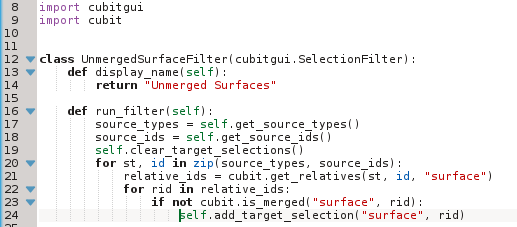 8 import cubitgui
9 import cubit
10
11
12 class UnmergedSurfaceFilter(cubitgui.SelectionFilter):
13     def display_name(self):
14         return "Unmerged Surfaces"
15
16     def run_filter(self):
17         source_types = self.get_source_types()
18         source_ids = self.get_source_ids()
19         self.clear_target_selections()
20         for st, id in zip(source_types, source_ids):
21             relative_ids = cubit.get_relatives(st, id, "surface")
22             for rid in relative_ids:
23                 if not cubit.is_merged("surface", rid):
24                     self.add_target_selection("surface", rid)